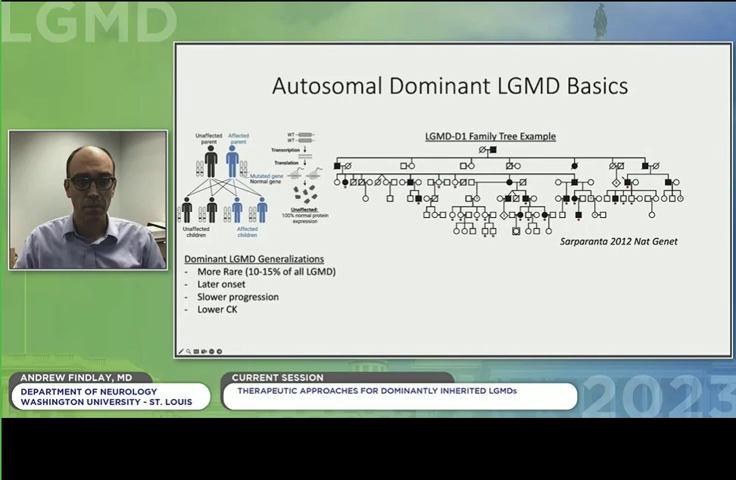 LGMD
Autosomal Dominant LGMD Basics
Unaffected
parent
Affected
parent
Mutated gene
Normal gene
Unaffected
children
Affected
children
WT
WT
Transcription
Translation
Unaffected:
100% normal protein
expression
LGMD-D1 Family Tree Example
Sarparanta 2012 Nat Genet
Dominant LGMD Generalizations
- More Rare (10-15% of all LGMD)
- Later onset
- Slower progression
- Lower CK
ANDREW FINDLAY, MD
DEPARTMENT OF NEUROLOGY
WASHINGTON UNIVERSITY - ST. LOUIS
CURRENT SESSION
THERAPEUTIC APPROACHES FOR DOMINANTLY INHERITED LGMDs
2023